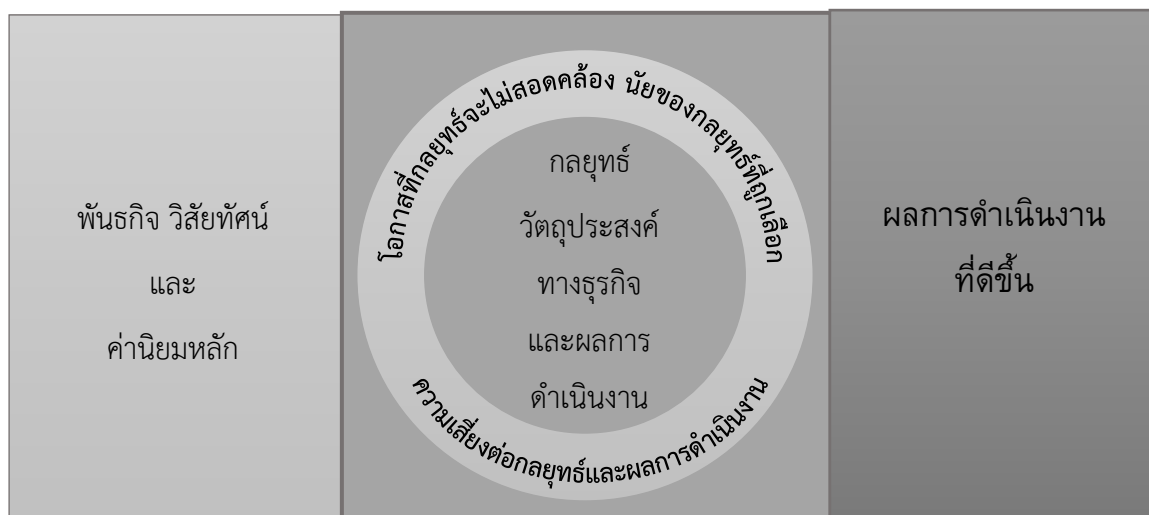 พันธกิจ วิสัยทัศน์
และ
ค่านิยมหลัก
โอกาสที่กลยุทธ์จะไม่สอดคล้อง นัยของกลยุทธ์ที่ถูกเลือก
กลยุทธ์
วัตถุประสงค์
ทางธุรกิจ
และผลการ
ดำเนินงาน
ความเสี่ยงต่อกลยุทธ์และผลการดำเนินงาน
ผลการดำเนินงาน
ที่ดีขึ้น